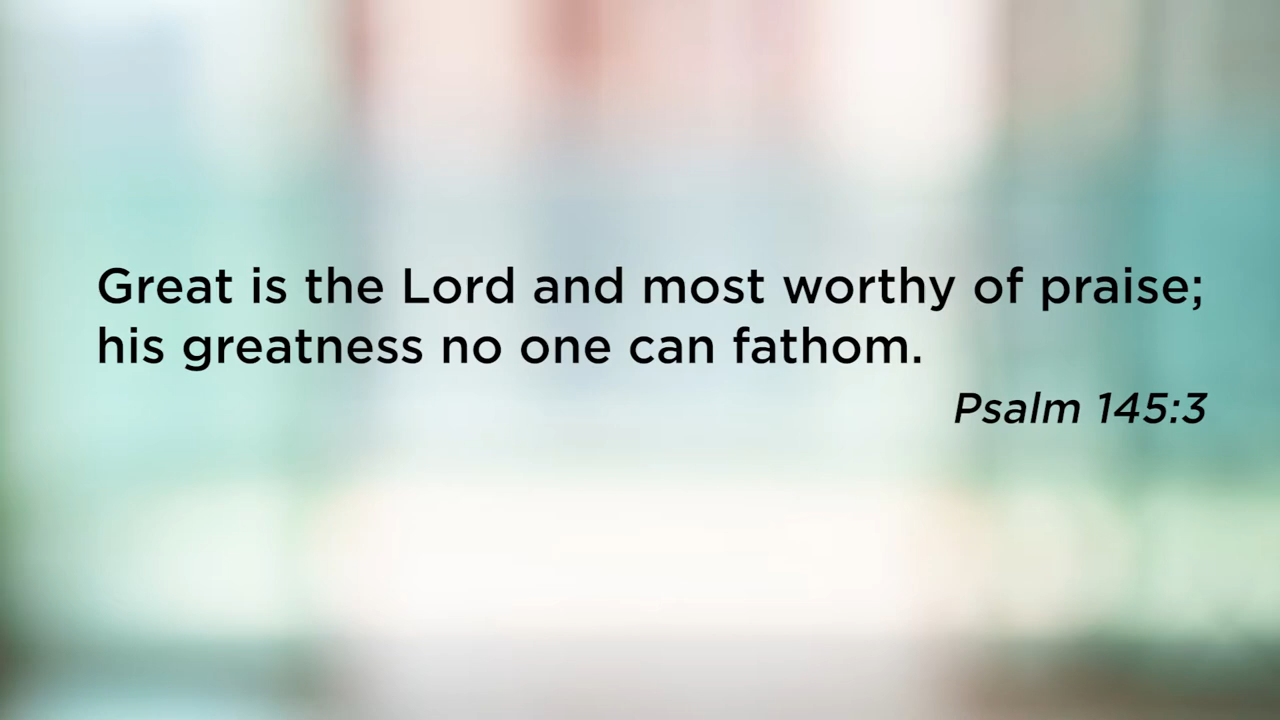 Great is the Lord and most worthy of praise;
his greatness no one can fathom.
Psalm 145:3